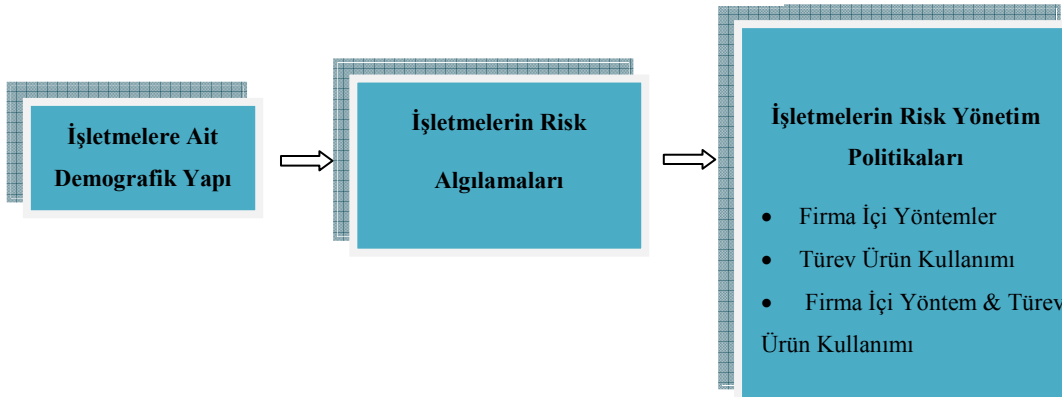 İşletmelere Ait
Demografik Yapı
İşletmelerin Risk
Algılamaları
İşletmelerin Risk Yönetim
Politikaları
• Firma İçi Yöntemler
• Türev Ürün Kullanımı
• Firma İçi Yöntem & Türev
Ürün Kullanımı